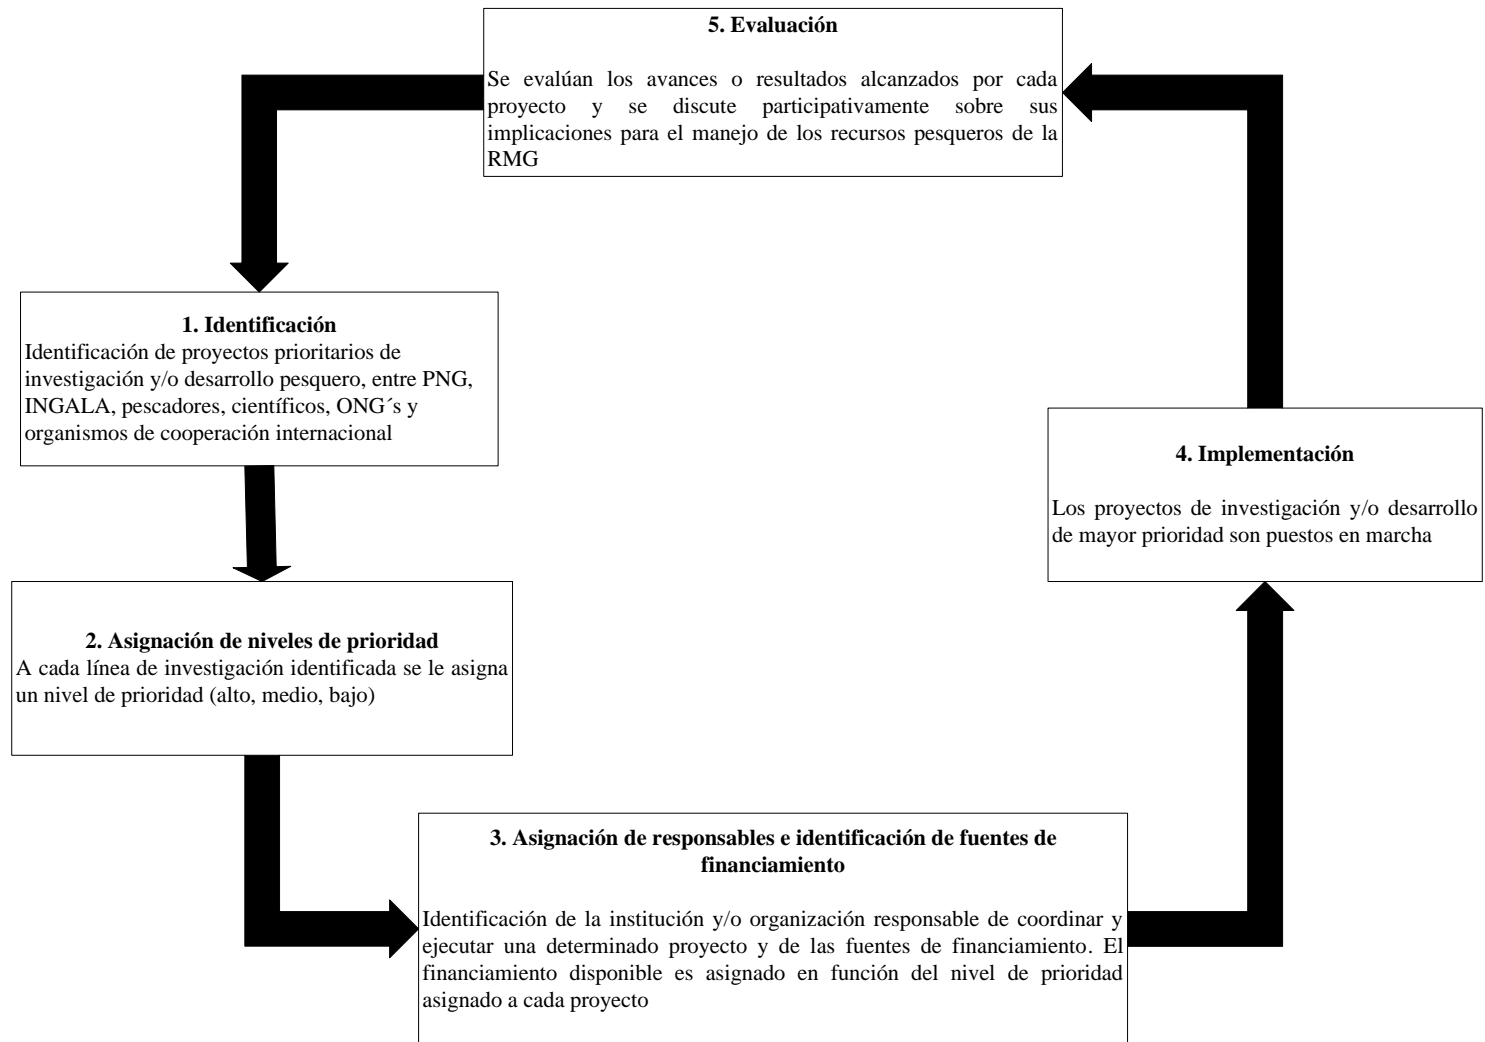 5. Evaluación
Se evalúan los avances o resultados alcanzados por cada
proyecto y se discute participativamente sobre sus
implicaciones para el manejo de los recursos pesqueros de la
RMG
1. Identificación
Identificación de proyectos prioritarios de
investigación y/o desarrollo pesquero, entre PNG,
INGALA, pescadores, científicos, ONG´s y
organismos de cooperación internacional
4. Implementación
Los proyectos de investigación y/o desarrollo
de mayor prioridad son puestos en marcha
2. Asignación de niveles de prioridad
A cada línea de investigación identificada se le asigna
un nivel de prioridad (alto, medio, bajo)
3. Asignación de responsables e identificación de fuentes de
financiamiento
Identificación de la institución y/o organización responsable de coordinar y
ejecutar una determinado proyecto y de las fuentes de financiamiento. El
financiamiento disponible es asignado en función del nivel de prioridad
asignado a cada proyecto